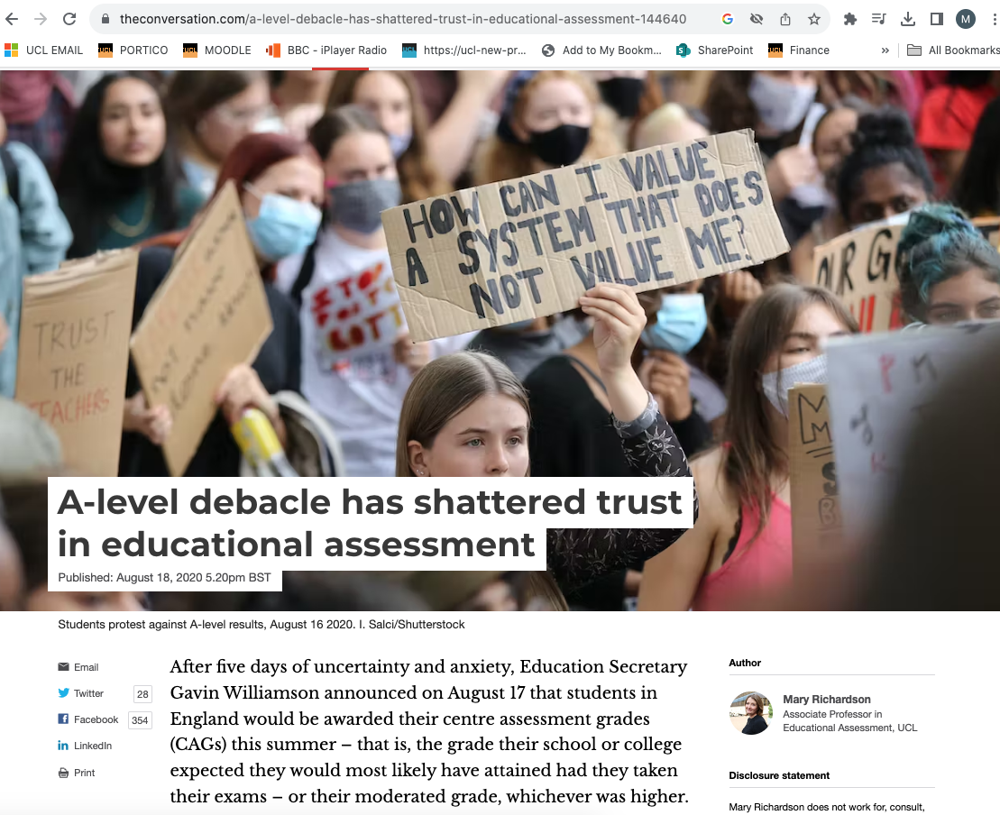 theconversation.com/a-level-debacle-has-shattered-trust-in-educational-assessment-144640
M
UCL EMAIL
PORTICO
MOODLE
BBC - iPlayer Radio
https://ucl-new-pr...
Add to My Bookm...
SharePoint
Finance
»
All Bookmarks
HOW CAN I VALUE
A SYSTEM THAT DOES
NOT VALUE ME?
TRUST
THE
TEACHERS
A-level debacle has shattered trust
in educational assessment
Published: August 18, 2020 5.20pm BST
Students protest against A-level results, August 16 2020. I. Salci/Shutterstock
Email
Twitter 28
Facebook 354
LinkedIn
Print
After five days of uncertainty and anxiety, Education Secretary
Gavin Williamson announced on August 17 that students in
England would be awarded their centre assessment grades
(CAGs) this summer – that is, the grade their school or college
expected they would most likely have attained had they taken
their exams – or their moderated grade, whichever was higher.
Author
Mary Richardson
Associate Professor in
Educational Assessment, UCL
Disclosure statement
Mary Richardson does not work for, consult,